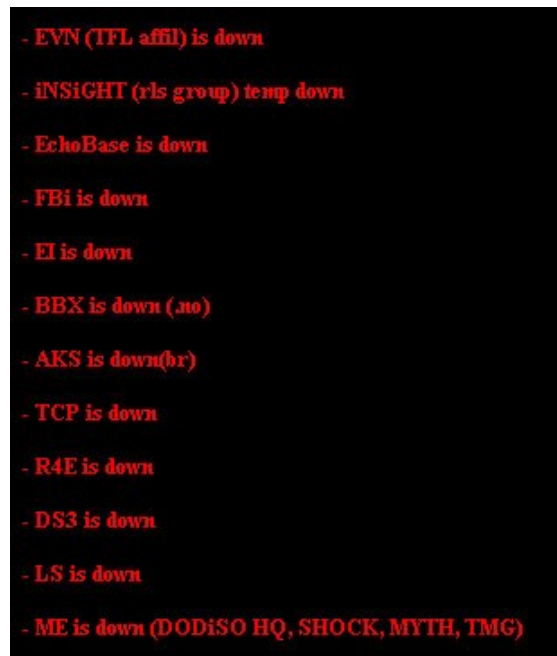 - EVN (TFL affil) is down
- iNSiGHT (rls group) temp down
- EchoBase is down
- FBi is down
- EI is down
- BBX is down (.no)
- AKS is down(br)
- TCP is down
- R4E is down
- DS3 is down
- LS is down
- ME is down (DODiSO HQ, SHOCK, MYTH, TMG)